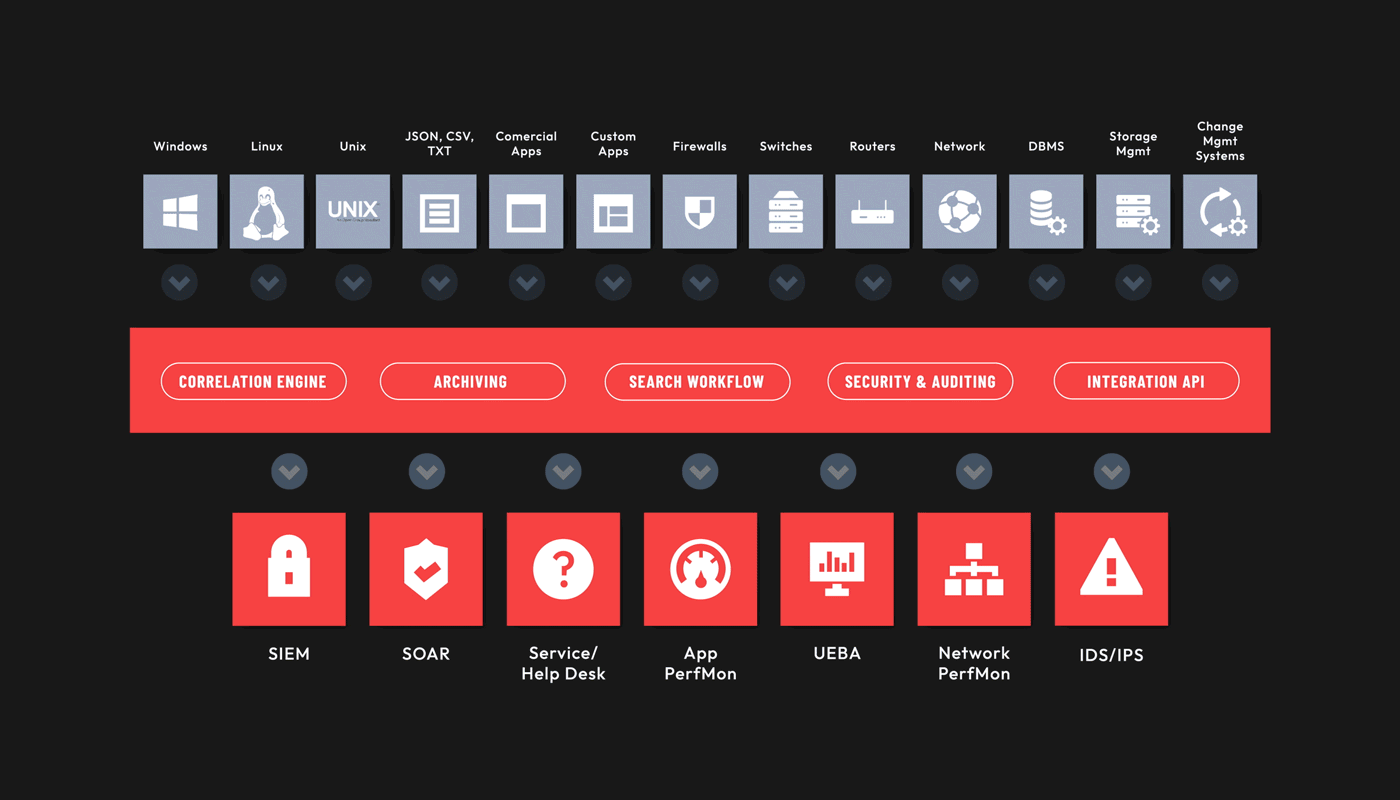 Windows
Linux
Unix
JSON, CSV,
TXT
Comercial
Apps
Custom
Apps
Firewalls
Switches
Routers
Network
DBMS
Storage
Mgmt
Change
Mgmt
Systems
UNIX
CORRELATION ENGINE
ARCHIVING
SEARCH WORKFLOW
SECURITY & AUDITING
INTEGRATION API
SIEM
SOAR
Service/
Help Desk
App
PerfMon
UEBA
Network
PerfMon
IDS/IPS